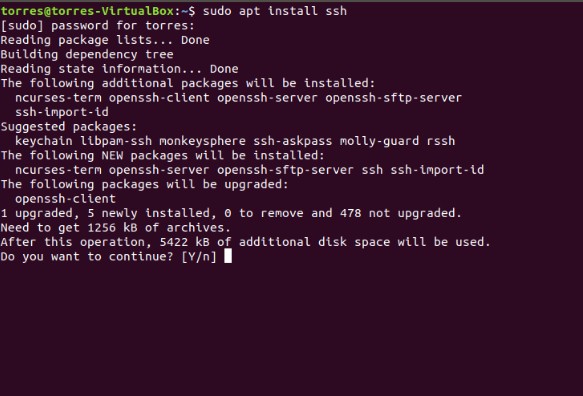 torres@torres-VirtualBox:~$ sudo apt install ssh
[sudo] password for torres:
Reading package lists... Done
Building dependency tree
Reading state information... Done
The following additional packages will be installed:
  ncurses-term openssh-client openssh-server openssh-sftp-server
  ssh-import-id
Suggested packages:
  keychain libpam-ssh monkeysphere ssh-askpass molly-guard rssh
The following NEW packages will be installed:
  ncurses-term openssh-server openssh-sftp-server ssh ssh-import-id
The following packages will be upgraded:
  openssh-client
1 upgraded, 5 newly installed, 0 to remove and 478 not upgraded.
Need to get 1256 kB of archives.
After this operation, 5422 kB of additional disk space will be used.
Do you want to continue? [Y/n]